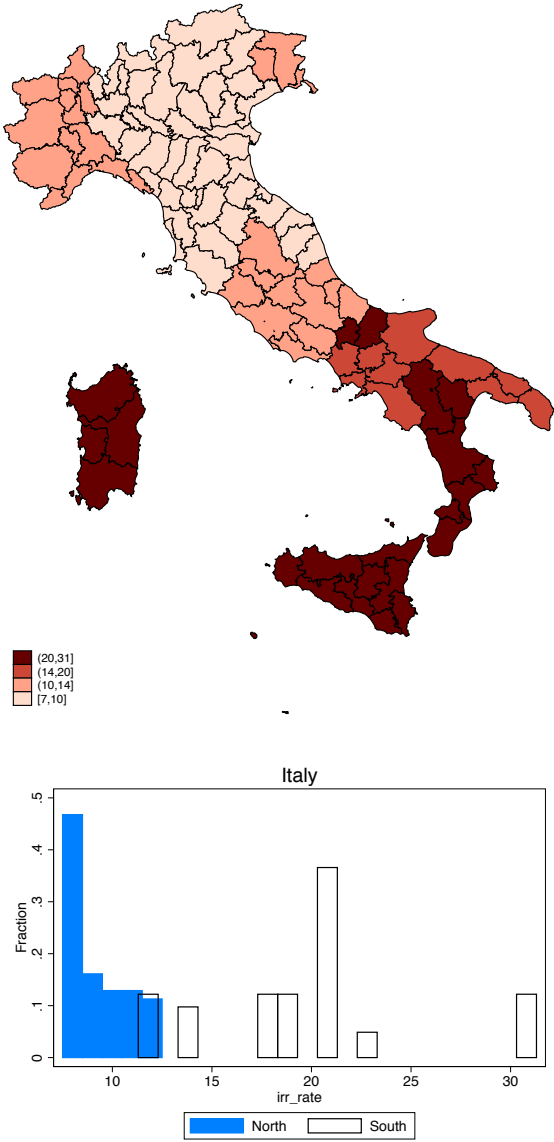 (20,31]
(14,20]
(10,14]
[7,10]
Italy
.5
.4
.3
.2
.1
0
Fraction
10 15 20 25 30
irr_rate
North South